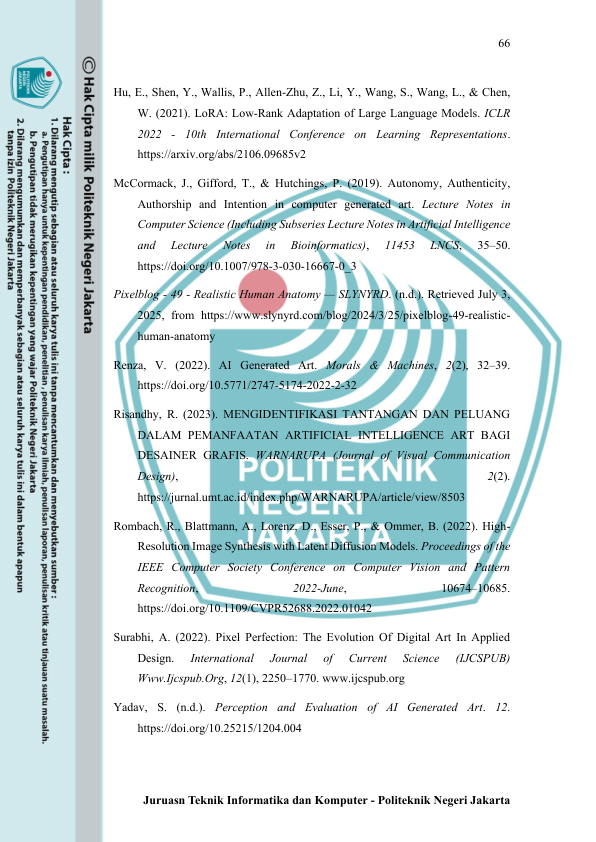 66
Hu, E., Shen, Y., Wallis, P., Allen-Zhu, Z., Li, Y., Wang, S., Wang, L., & Chen,
W. (2021). LoRA: Low-Rank Adaptation of Large Language Models. ICLR
2022 - 10th International Conference on Learning Representations.
https://arxiv.org/abs/2106.09685v2
McCormack, J., Gifford, T., & Hutchings, P. (2019). Autonomy, Authenticity,
Authorship and Intention in computer generated art. Lecture Notes in
Computer Science (Including Subseries Lecture Notes in Artificial Intelligence
and Lecture Notes in Bioinformatics), 11453 LNCS, 35–50.
https://doi.org/10.1007/978-3-030-16667-0_3
Pixelblog - 49 - Realistic Human Anatomy — SLYNYRD. (n.d.). Retrieved July 3,
2025, from https://www.slynyrd.com/blog/2024/3/25/pixelblog-49-realistic-
human-anatomy
Renza, V. (2022). AI Generated Art. Morals & Machines, 2(2), 32–39.
https://doi.org/10.5771/2747-5174-2022-2-32
Risandhy, R. (2023). MENGIDENTIFIKASI TANTANGAN DAN PELUANG
DALAM PEMANFAATAN ARTIFICIAL INTELLIGENCE ART BAGI
DESAINER GRAFIS. WARNARUPA (Journal of Visual Communication
Design), 2(2).
https://jurnal.umt.ac.id/index.php/WARNARUPA/article/view/8503
Rombach, R., Blattmann, A., Lorenz, D., Esser, P., & Ommer, B. (2022). High-
Resolution Image Synthesis with Latent Diffusion Models. Proceedings of the
IEEE Computer Society Conference on Computer Vision and Pattern
Recognition, 2022-June, 10674–10685.
https://doi.org/10.1109/CVPR52688.2022.01042
Surabhi, A. (2022). Pixel Perfection: The Evolution Of Digital Art In Applied
Design. International Journal of Current Science (IJCSPUB)
Www.Ijcspub.Org, 12(1), 2250–1770. www.ijcspub.org
Yadav, S. (n.d.). Perception and Evaluation of AI Generated Art. 12.
https://doi.org/10.25215/1204.004
Juruasn Teknik Informatika dan Komputer - Politeknik Negeri Jakarta
POLITEKNIK
NEGERI
JAKARTA
© Hak Cipta milik Politeknik Negeri Jakarta
Hak Cipta :
1. Dilarang mengutip sebagian atau seluruh karya tulis ini tanpa mencantumkan dan menyebutkan sumber :
a. Pengutipan hanya untuk kepentingan pendidikan, penelitian , penulisan karya ilmiah, penulisan laporan, penulisan kritik atau tinjauan suatu masalah.
b. Pengutipan tidak merugikan kepentingan yang wajar Politeknik Negeri Jakarta
2. Dilarang mengumumkan dan memperbanyak sebagian atau seluruh karya tulis ini dalam bentuk apapun
tanpa izin Politeknik Negeri Jakarta
POLITEKNIK
NEGERI
JAKARTA